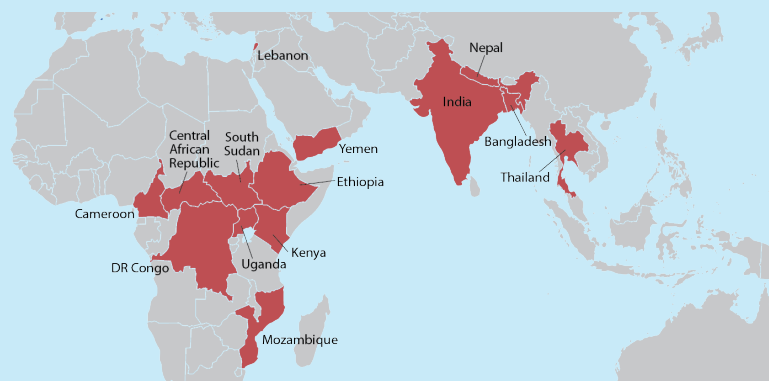 Nepal
Lebanon
India
Central
African
Republic
South
Sudan
Bangladesh
Yemen
Thailand
Ethiopia
Cameroon
Kenya
Uganda
DR Congo
Mozambique